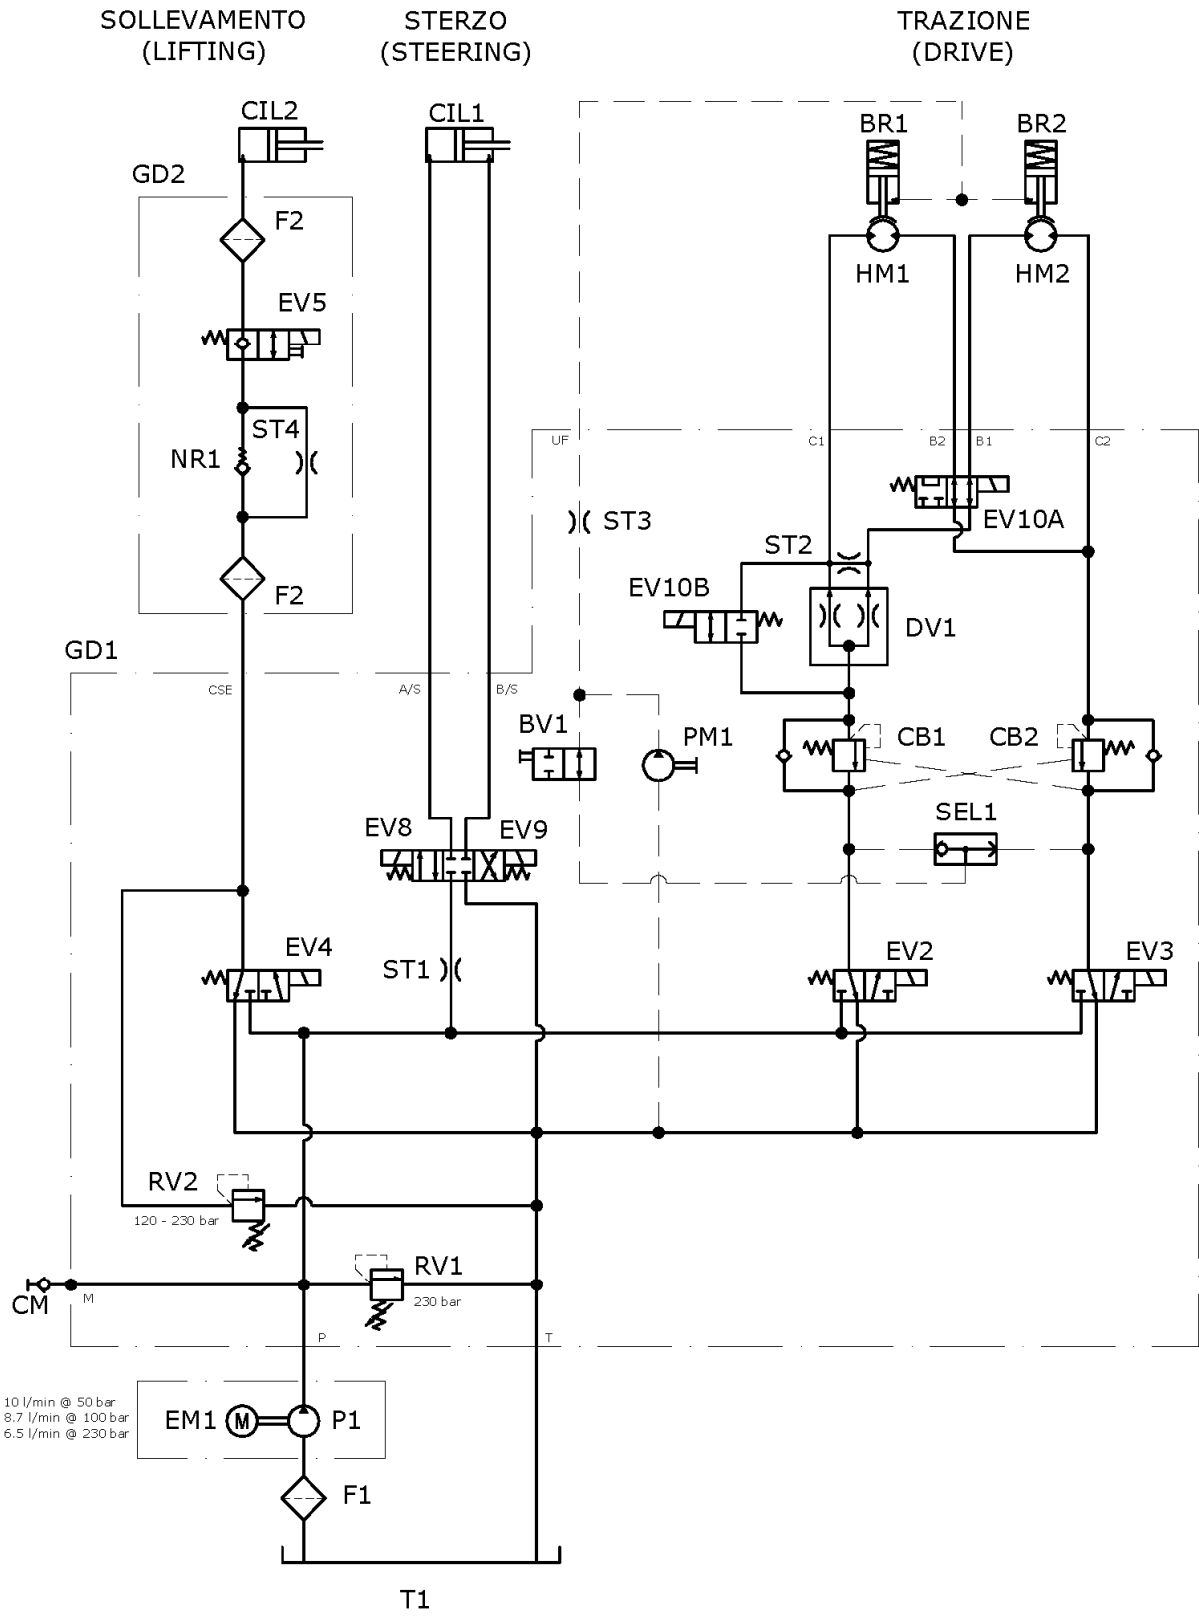 SOLLEVAMENTO
(LIFTING)
STERZO
(STEERING)
TRAZIONE
(DRIVE)
CIL2
CIL1
BR1
BR2
GD2
F2
HM1
HM2
EV5
ST4
NR1
UF
C1
B2
B1
C2
ST3
EV10A
ST2
EV10B
F2
DV1
GD1
CSE
A/S
B/S
BV1
PM1
CB1
CB2
EV8
EV9
SEL1
EV4
ST1
EV2
EV3
RV2
120 - 230 bar
RV1
230 bar
CM
M
P
T
10 l/min @ 50 bar
8.7 l/min @ 100 bar
6.5 l/min @ 230 bar
EM1
M
P1
F1
T1